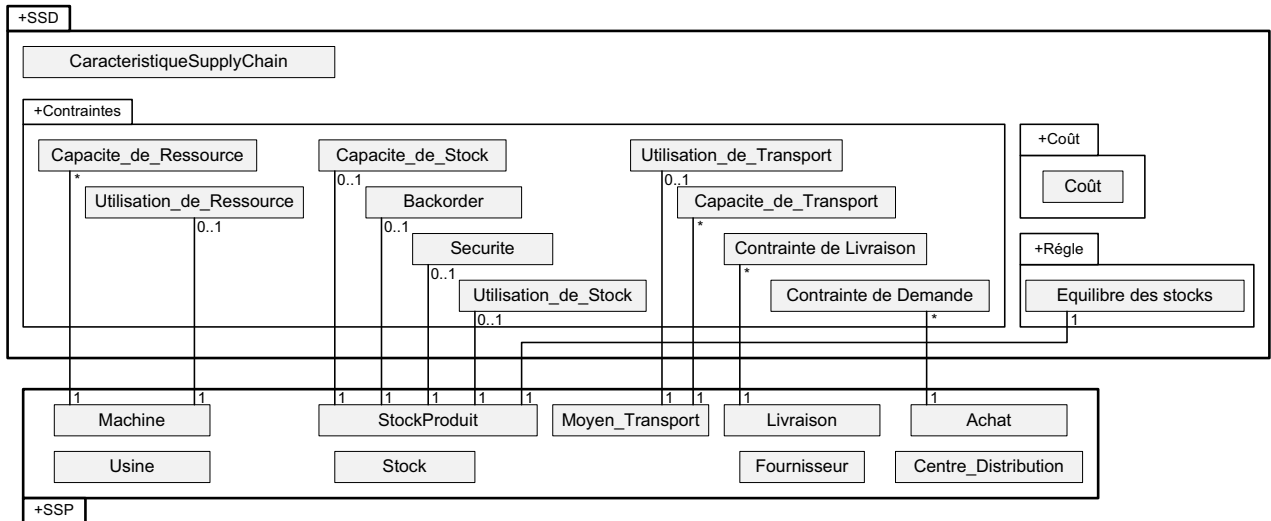 +SSD
CaracteristiqueSupplyChain
+Contraintes
Capacite_de_Ressource
Capacite_de_Stock
Utilisation_de_Transport
+Coût
* 0..1 0..1
Utilisation_de_Ressource
Backorder
Capacite_de_Transport
Coût
0..1 0..1 *
Securite
Contrainte de Livraison
+Régle
0..1 *
Utilisation_de_Stock
Contrainte de Demande
Equilibre des stocks
0..1 * 1
1 1 1 1 1 1 1 1 1 1 1
Machine
StockProduit
Moyen_Transport
Livraison
Achat
Usine
Stock
Fournisseur
Centre_Distribution
+SSP